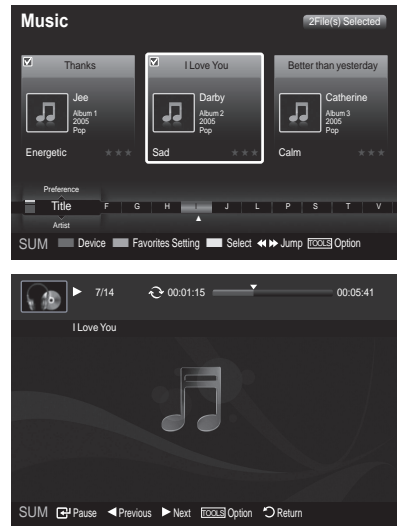 Music 2File(s) Selected
Thanks I Love You Better than yesterday
Jee Darby Catherine
Album 1 Album 2 Album 3
2005 2005 2005
Pop Pop Pop
Energetic Sad Calm
Preference
Title F G H I J L P S T V
Artist
SUM Device Favorites Setting Select Jump TOOLS Option
7/14 00:01:15 00:05:41
I Love You
SUM Pause Previous Next TOOLS Option Return